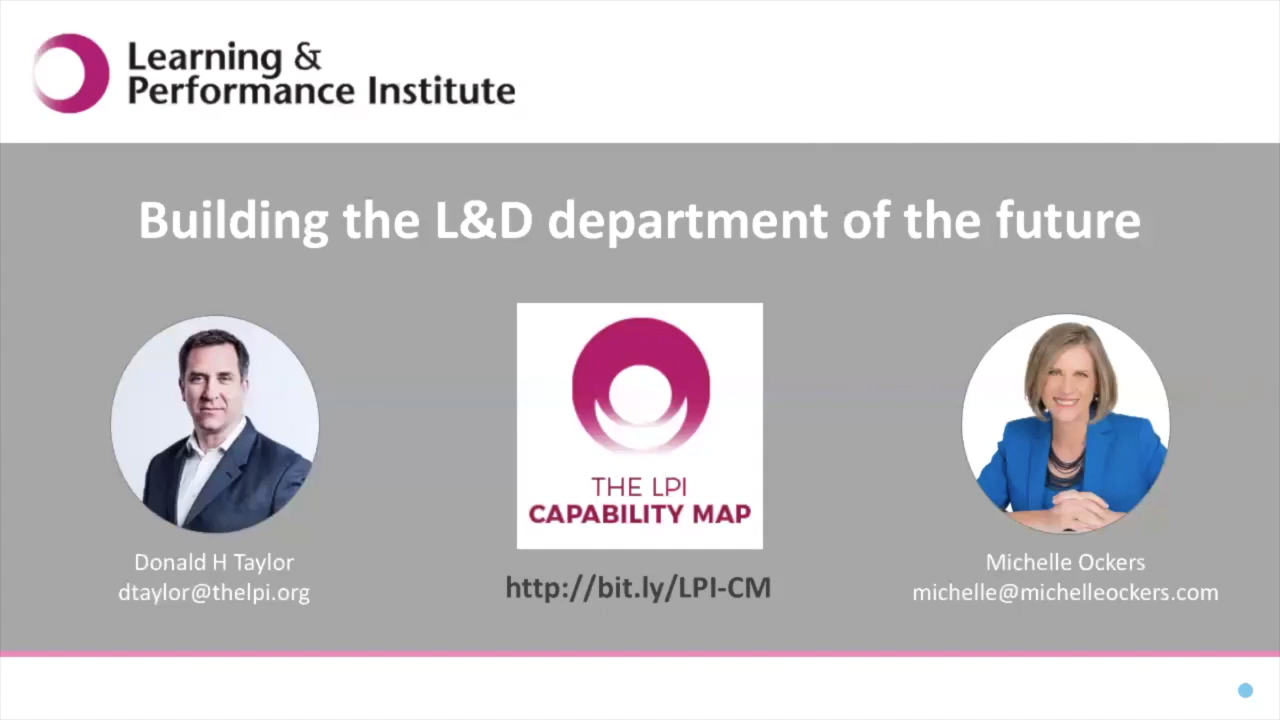 Learning &
Performance Institute
Building the L&D department of the future
THE LPI
CAPABILITY MAP
Donald H Taylor
dtaylor@thelpi.org
http://bit.ly/LPI-CM
Michelle Ockers
michelle@michelleockers.com